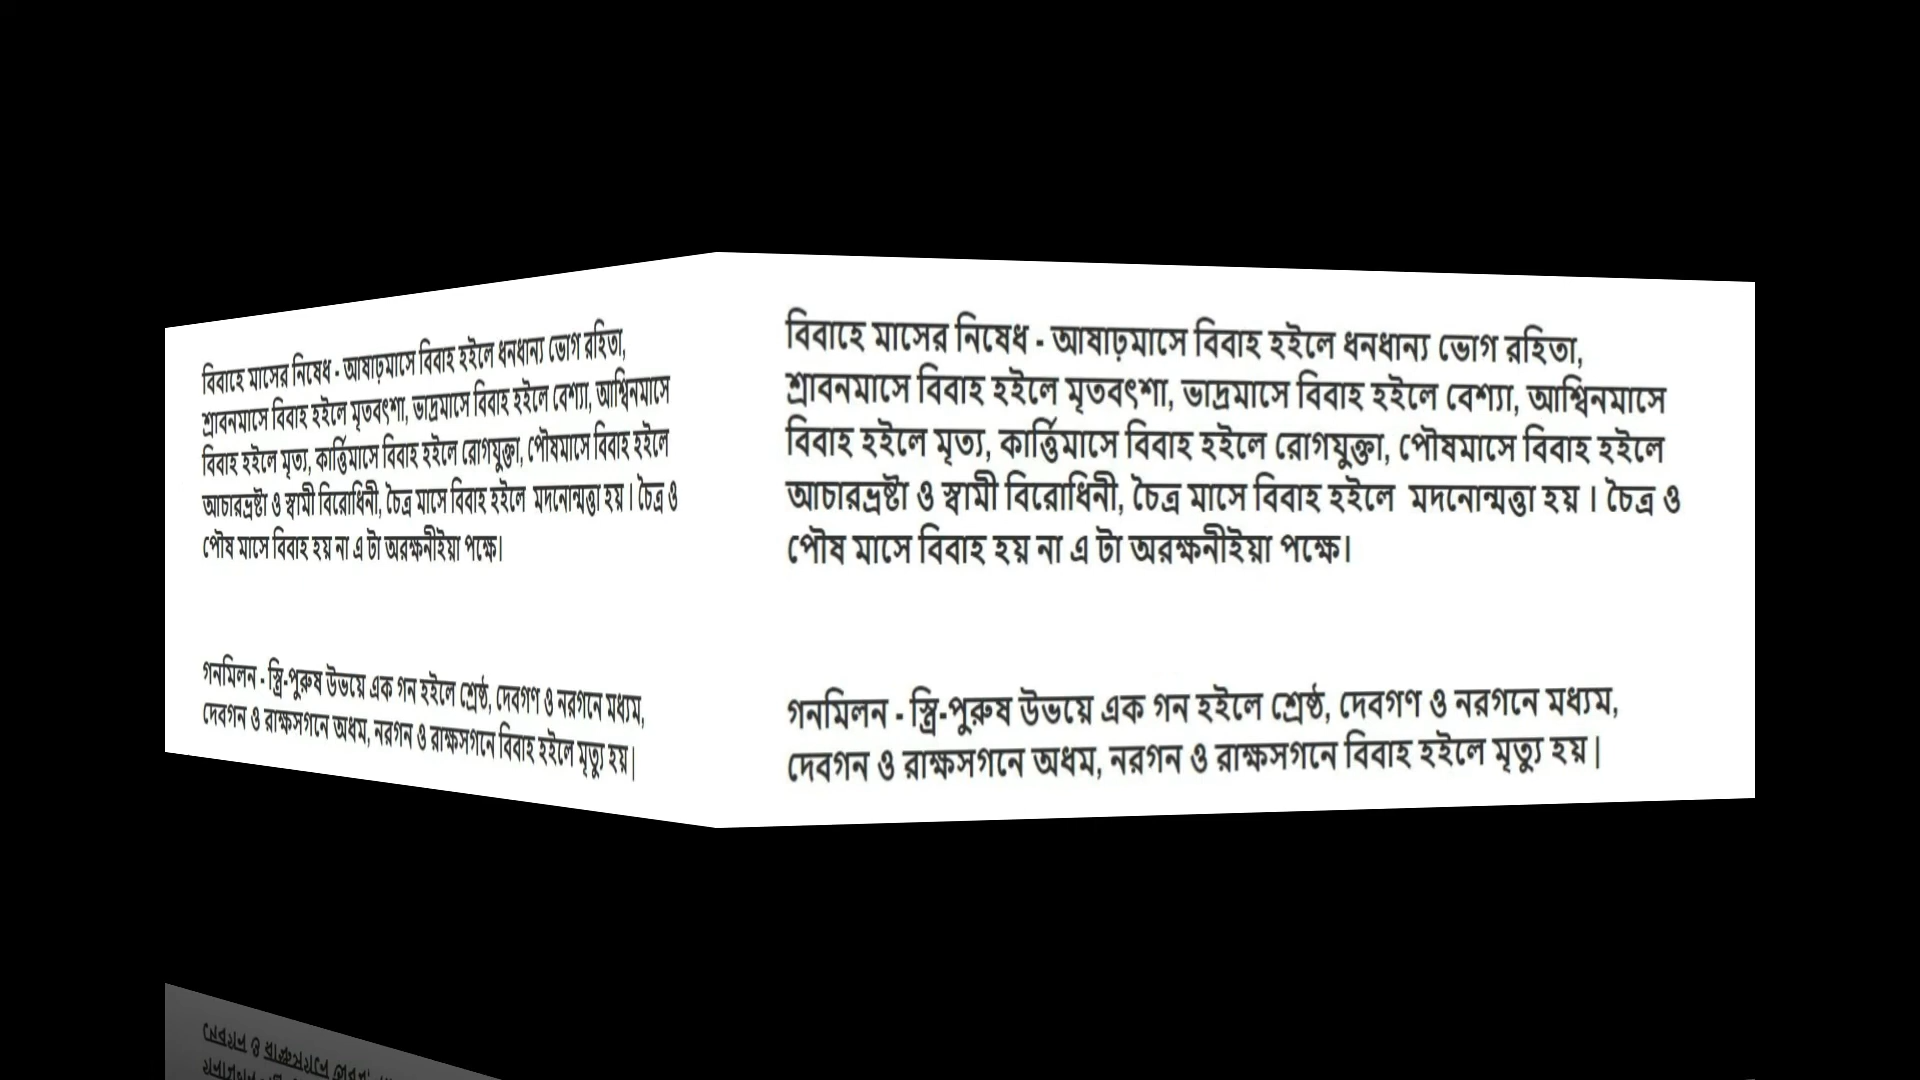 বিবাহে মাসের নিষেধ - আষাঢ়মাসে বিবাহ হইলে ধনধান্য ভোগ রহিতা,
শ্রাবনমাসে বিবাহ হইলে মৃতবৎশা, ভাদ্রমাসে বিবাহ হইলে বেশ্যা, আশ্বিনমাসে
বিবাহ হইলে মৃত্য, কার্ত্তিমাসে বিবাহ হইলে রোগযুক্তা, পৌষমাসে বিবাহ হইলে
আচারভ্রষ্টা ও স্বামী বিরোধিনী, চৈত্র মাসে বিবাহ হইলে মদনোন্মত্তা হয় । চৈত্র ও
পৌষ মাসে বিবাহ হয় না এ টা অরক্ষনীইয়া পক্ষে।
গনমিলন - স্ত্রি-পুরুষ উভয়ে এক গন হইলে শ্রেষ্ঠ, দেবগণ ও নরগনে মধ্যম,
দেবগন ও রাক্ষসগনে অধম, নরগন ও রাক্ষসগনে বিবাহ হইলে মৃত্যু হয়|
বিবাহে মাসের নিষেধ - আষাঢ়মাসে বিবাহ হইলে ধনধান্য ভোগ রহিতা,
শ্রাবনমাসে বিবাহ হইলে মৃতবৎশা, ভাদ্রমাসে বিবাহ হইলে বেশ্যা, আশ্বিনমাসে
বিবাহ হইলে মৃত্য, কার্ত্তিমাসে বিবাহ হইলে রোগযুক্তা, পৌষমাসে বিবাহ হইলে
আচারভ্রষ্টা ও স্বামী বিরোধিনী, চৈত্র মাসে বিবাহ হইলে মদনোন্মত্তা হয় । চৈত্র ও
পৌষ মাসে বিবাহ হয় না এ টা অরক্ষনীইয়া পক্ষে।
গনমিলন - স্ত্রি-পুরুষ উভয়ে এক গন হইলে শ্রেষ্ঠ, দেবগণ ও নরগনে মধ্যম,
দেবগন ও রাক্ষসগনে অধম, নরগন ও রাক্ষসগনে বিবাহ হইলে মৃত্যু হয়|